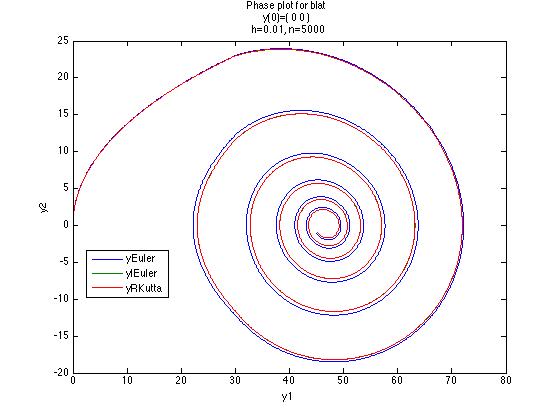 Phase plot for blat
y(0)=( 0 0 )
h=0.01, n=5000
25
20
15
10
5
0
-5
-10
-15
-20
y2
yEuler
yIEuler
yRKutta
0 10 20 30 40 50 60 70 80
y1